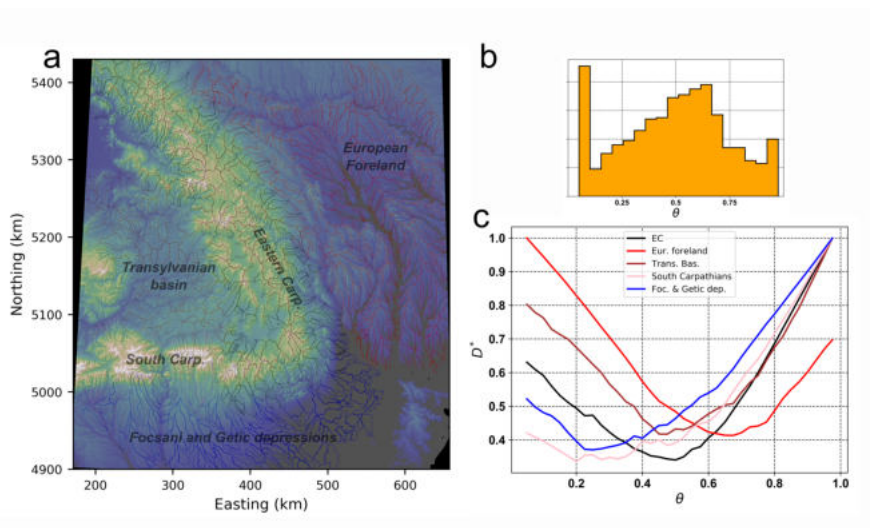 a
5400
5300
5200
5100
5000
4900
Northing (km)
200
300
400
500
600
Easting (km)
European
Foreland
Eastern Carp.
Transylvanian
basin
South Carp
Focsani and Getic depressions
b
0.25
0.5
0.75
θ
c
EC
Eur. foreland
Trans. Bas.
South Carpathians
Foc. & Getic dep.
1.0
0.9
0.8
0.7
0.6
0.5
0.4
D*
0.2
0.4
0.6
0.8
1.0
θ